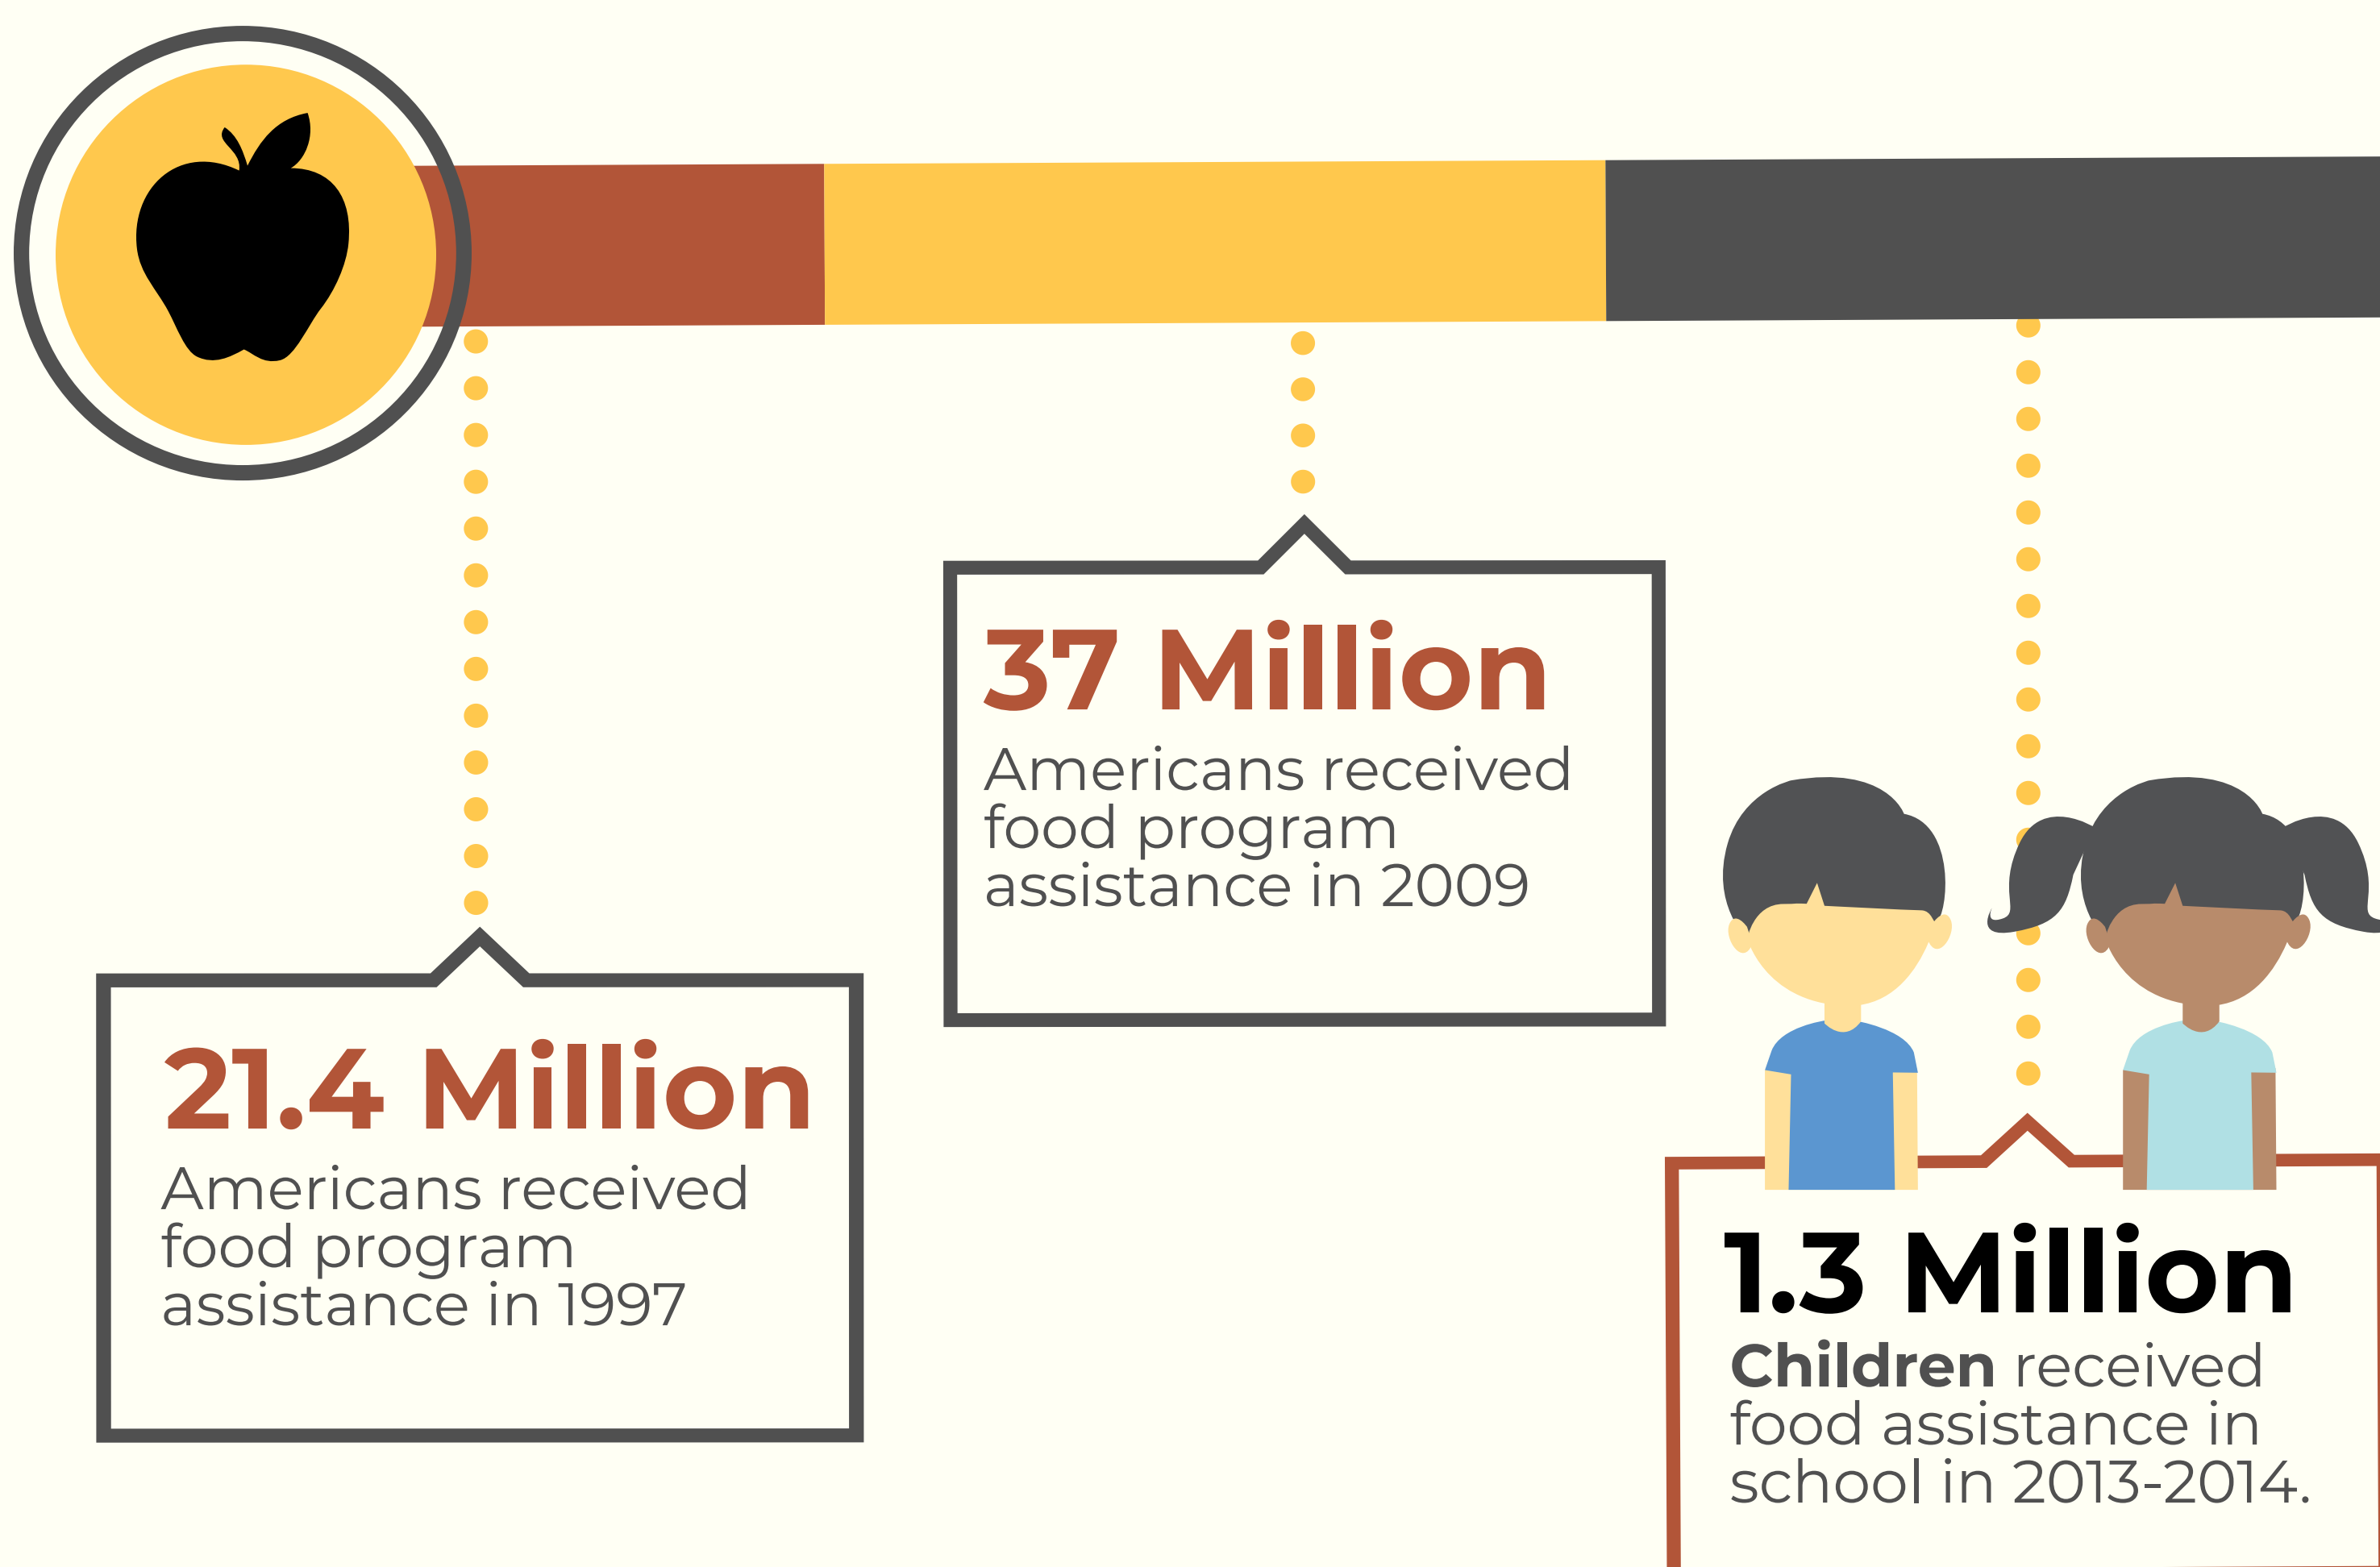 21.4 Million
Americans received
food program
assistance in 1997
37 Million
Americans received
food program
assistance in 2009
1.3 Million
Children received
food assistance in
school in 2013-2014.